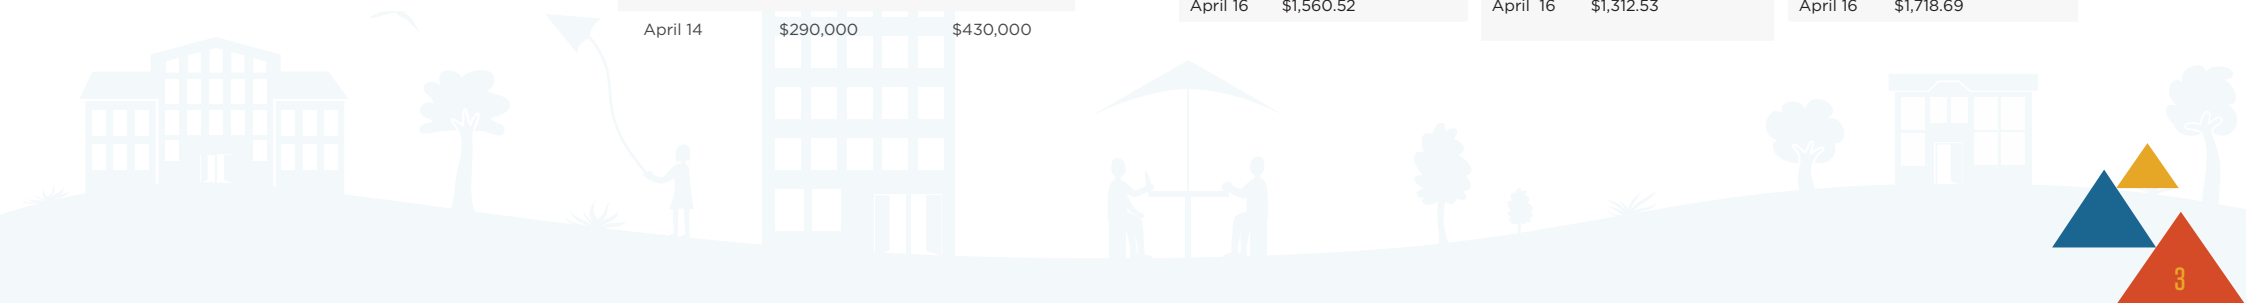 April 16 $1,560.52
April 16 $1,312.53
April 16 $1,718.69
April 14 $290,000 $430,000
3